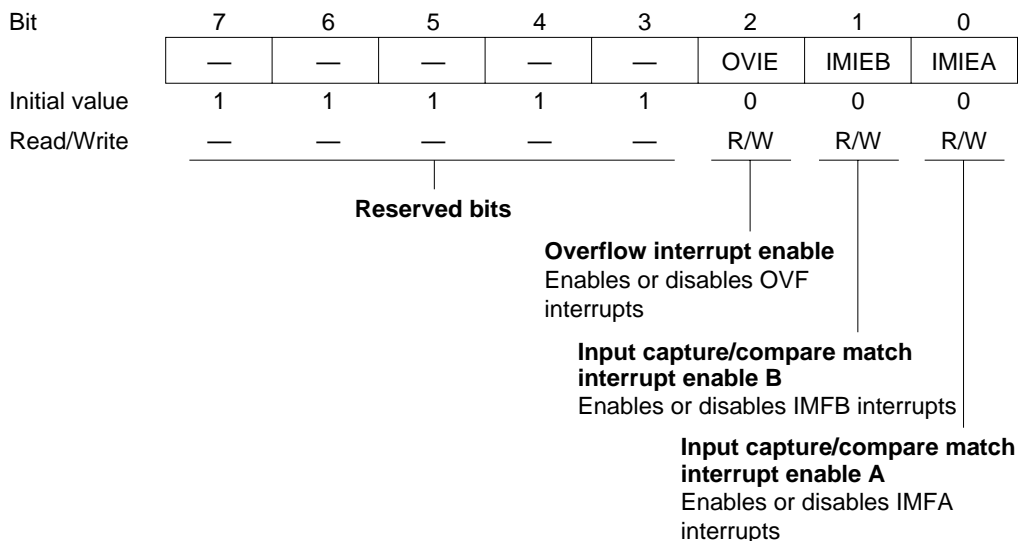 Bit 7 6 5 4 3 2 1 0
— — — — — OVIE IMIEB IMIEA
Initial value 1 1 1 1 1 0 0 0
Read/Write — — — — — R/W R/W R/W
Reserved bits
Overflow interrupt enable
Enables or disables OVF
interrupts
Input capture/compare match
interrupt enable B
Enables or disables IMFB interrupts
Input capture/compare match
interrupt enable A
Enables or disables IMFA
interrupts